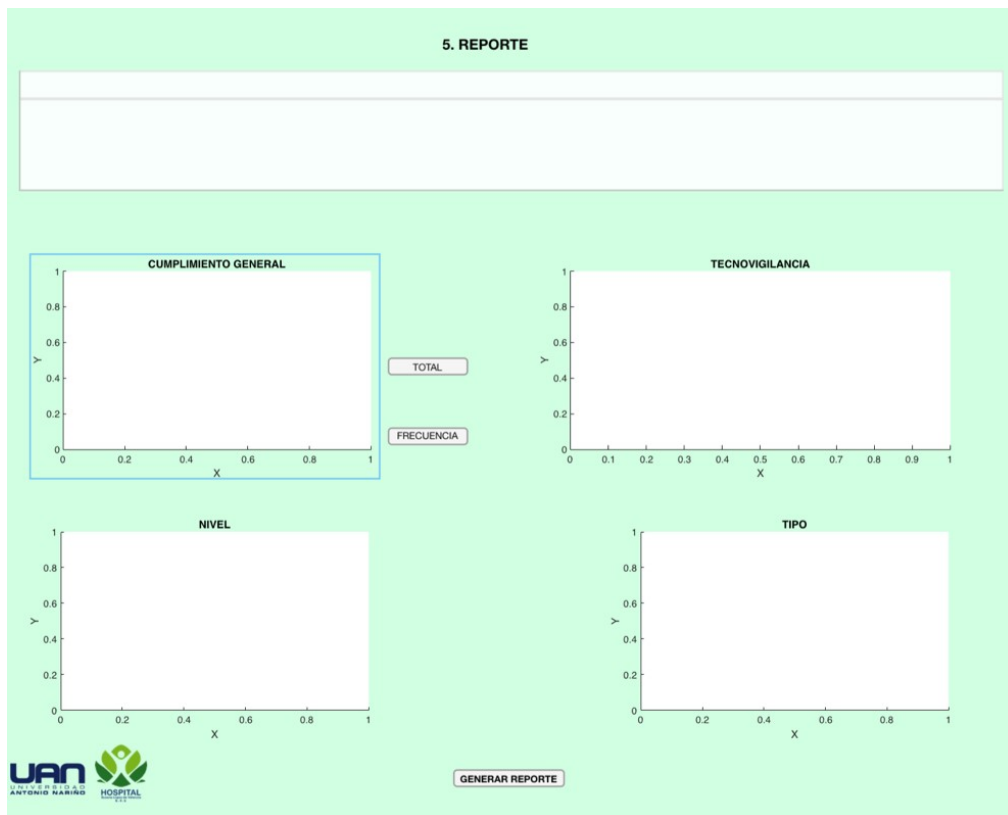 5. REPORTE
CUMPLIMIENTO GENERAL
1
0.8
0.6
0.4
0.2
0
Y
0 0.2 0.4 0.6 0.8 1
X
TOTAL
FRECUENCIA
TECNOVIGILANCIA
1
0.8
0.6
0.4
0.2
0
Y
0 0.1 0.2 0.3 0.4 0.5 0.6 0.7 0.8 0.9 1
X
NIVEL
1
0.8
0.6
0.4
0.2
0
Y
0 0.2 0.4 0.6 0.8 1
X
TIPO
1
0.8
0.6
0.4
0.2
0
Y
0 0.2 0.4 0.6 0.8 1
X
UAN
UNIVERSIDAD
ANTONIO NARIÑO
HOSPITAL
GENERAR REPORTE